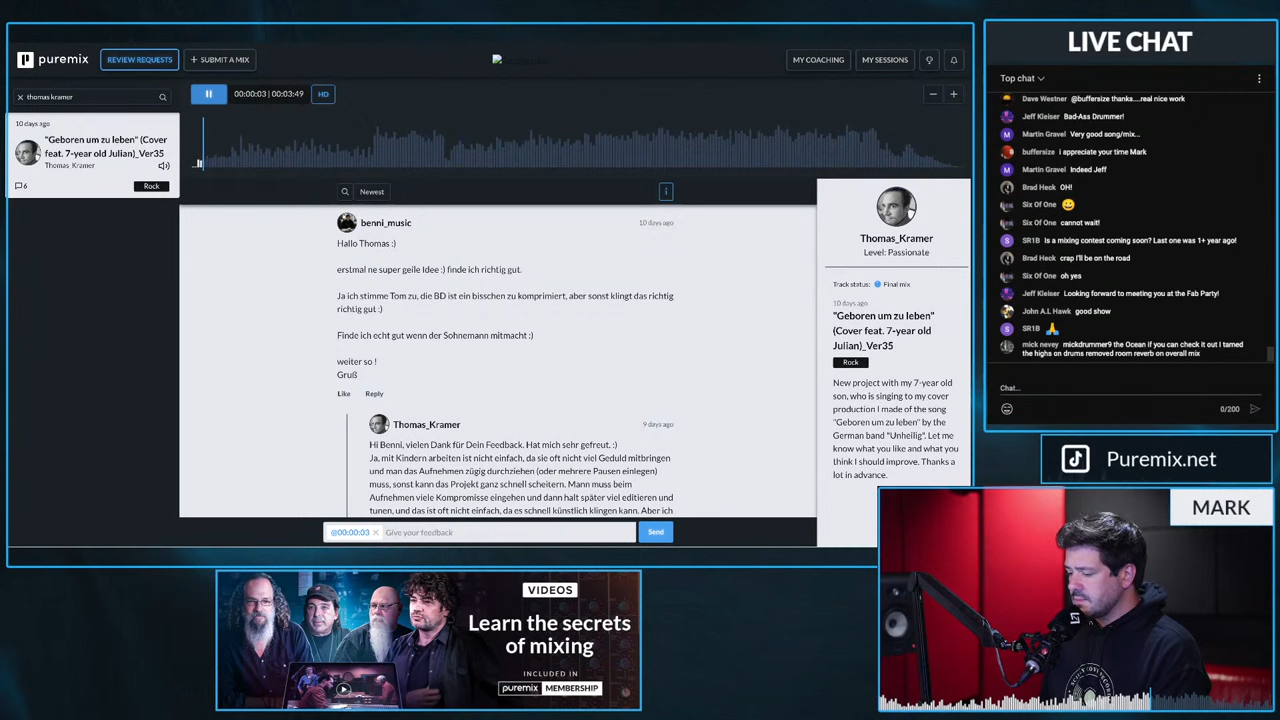 puremix
REVIEW REQUESTS
+ SUBMIT A MIX
MY COACHING
MY SESSIONS
thomas kramer
10 days ago
"Geboren um zu leben" (Cover
feat. 7-year old Julian)_Ver35
Thomas_Kramer
6
Rock
00:00:03 | 00:03:49
HD
Newest
benni_music
10 days ago
Hallo Thomas :)
erstmal ne super geile Idee :) finde ich richtig gut.
Ja ich stimme Tom zu, die BD ist ein bisschen zu komprimiert, aber sonst klingt das richtig
richtig gut :)
Finde ich echt gut wenn der Sohnemann mitmacht :)
weiter so !
Gruß
Like
Reply
Thomas_Kramer
9 days ago
Hi Benni, vielen Dank für Dein Feedback. Hat mich sehr gefreut. :)
Ja, mit Kindern arbeiten ist nicht einfach, da sie oft nicht viel Geduld mitbringen
und man das Aufnehmen zügig durchziehen (oder mehrere Pausen einlegen)
muss, sonst kann das Projekt ganz schnell scheitern. Mann muss beim
Aufnehmen viele Kompromisse eingehen und dann halt später viel editieren und
tunen, und das ist oft nicht einfach, da es schnell künstlich klingen kann. Aber ich
@00:00:03 ×
Give your feedback
Send
Thomas_Kramer
Level: Passionate
Track status: Final mix
10 days ago
"Geboren um zu leben"
(Cover feat. 7-year old
Julian)_Ver35
Rock
New project with my 7-year old
son, who is singing to my cover
production I made of the song
"Geboren um zu leben" by the
German band "Unheilig". Let me
know what you like and what you
think I should improve. Thanks a
lot in advance.
LIVE CHAT
Top chat
Dave Westner @buffersize thanks....real nice work
Jeff Kleiser Bad-Ass Drummer!
Martin Gravel Very good song/mix...
buffersize i appreciate your time Mark
Martin Gravel Indeed Jeff
Brad Heck OH!
Six Of One 😀
Six Of One cannot wait!
SR1B Is a mixing contest coming soon? Last one was 1+ year ago!
Brad Heck crap I'll be on the road
Six Of One oh yes
Jeff Kleiser Looking forward to meeting you at the Fab Party!
John A.L Hawk good show
SR1B 🙏
mick nevey mickdrummer9 the Ocean if you can check it out I tamed
the highs on drums removed room reverb on overall mix
Chat...
0/200
Puremix.net
MARK
VIDEOS
Learn the secrets
of mixing
INCLUDED IN
puremix MEMBERSHIP